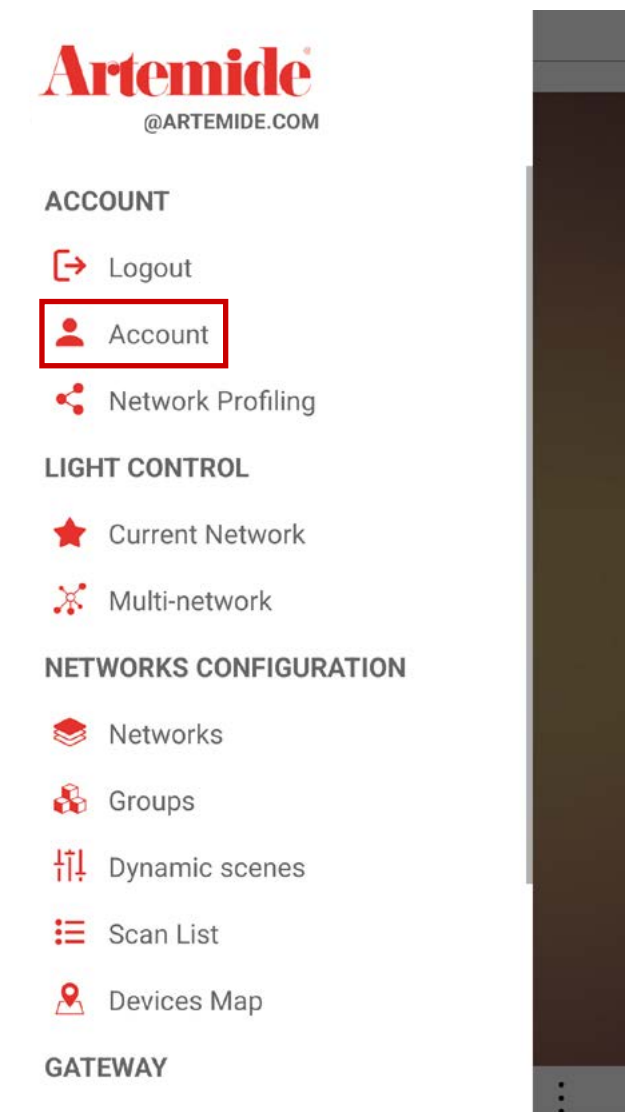 Artemide
@ARTEMIDE.COM
ACCOUNT
Logout
Account
Network Profiling
LIGHT CONTROL
Current Network
Multi-network
NETWORKS CONFIGURATION
Networks
Groups
Dynamic scenes
Scan List
Devices Map
GATEWAY